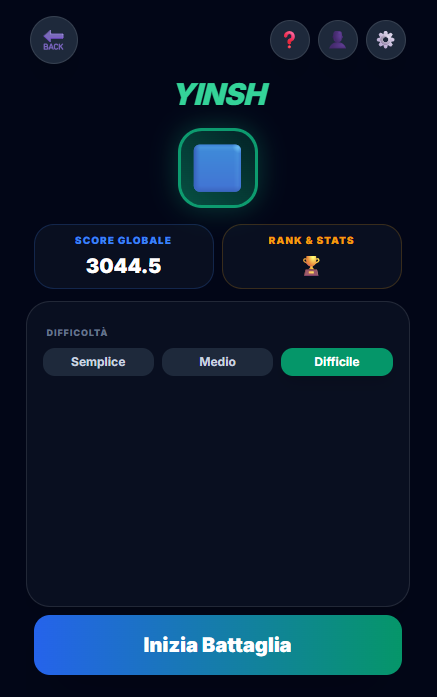 BACK
YINSH
SCORE GLOBALE
3044.5
RANK & STATS
DIFFICOLTÀ
Semplice
Medio
Difficile
Inizia Battaglia